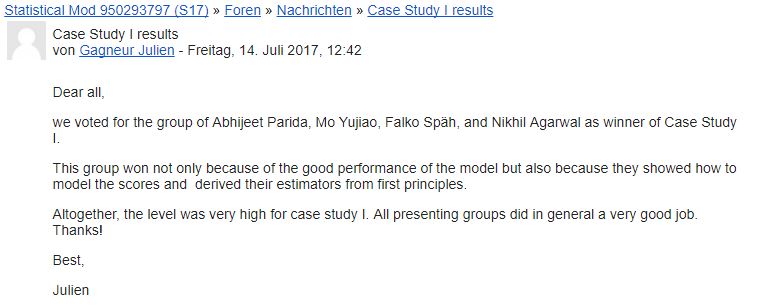 Statistical Mod 950293797 (S17) » Foren » Nachrichten » Case Study I results
Case Study I results
von Gagneur Julien - Freitag, 14. Juli 2017, 12:42
Dear all,
we voted for the group of Abhijeet Parida, Mo Yujiao, Falko Späh, and Nikhil Agarwal as winner of Case Study
I.
This group won not only because of the good performance of the model but also because they showed how to
model the scores and  derived their estimators from first principles.
Altogether, the level was very high for case study I. All presenting groups did in general a very good job.
Thanks!
Best,
Julien